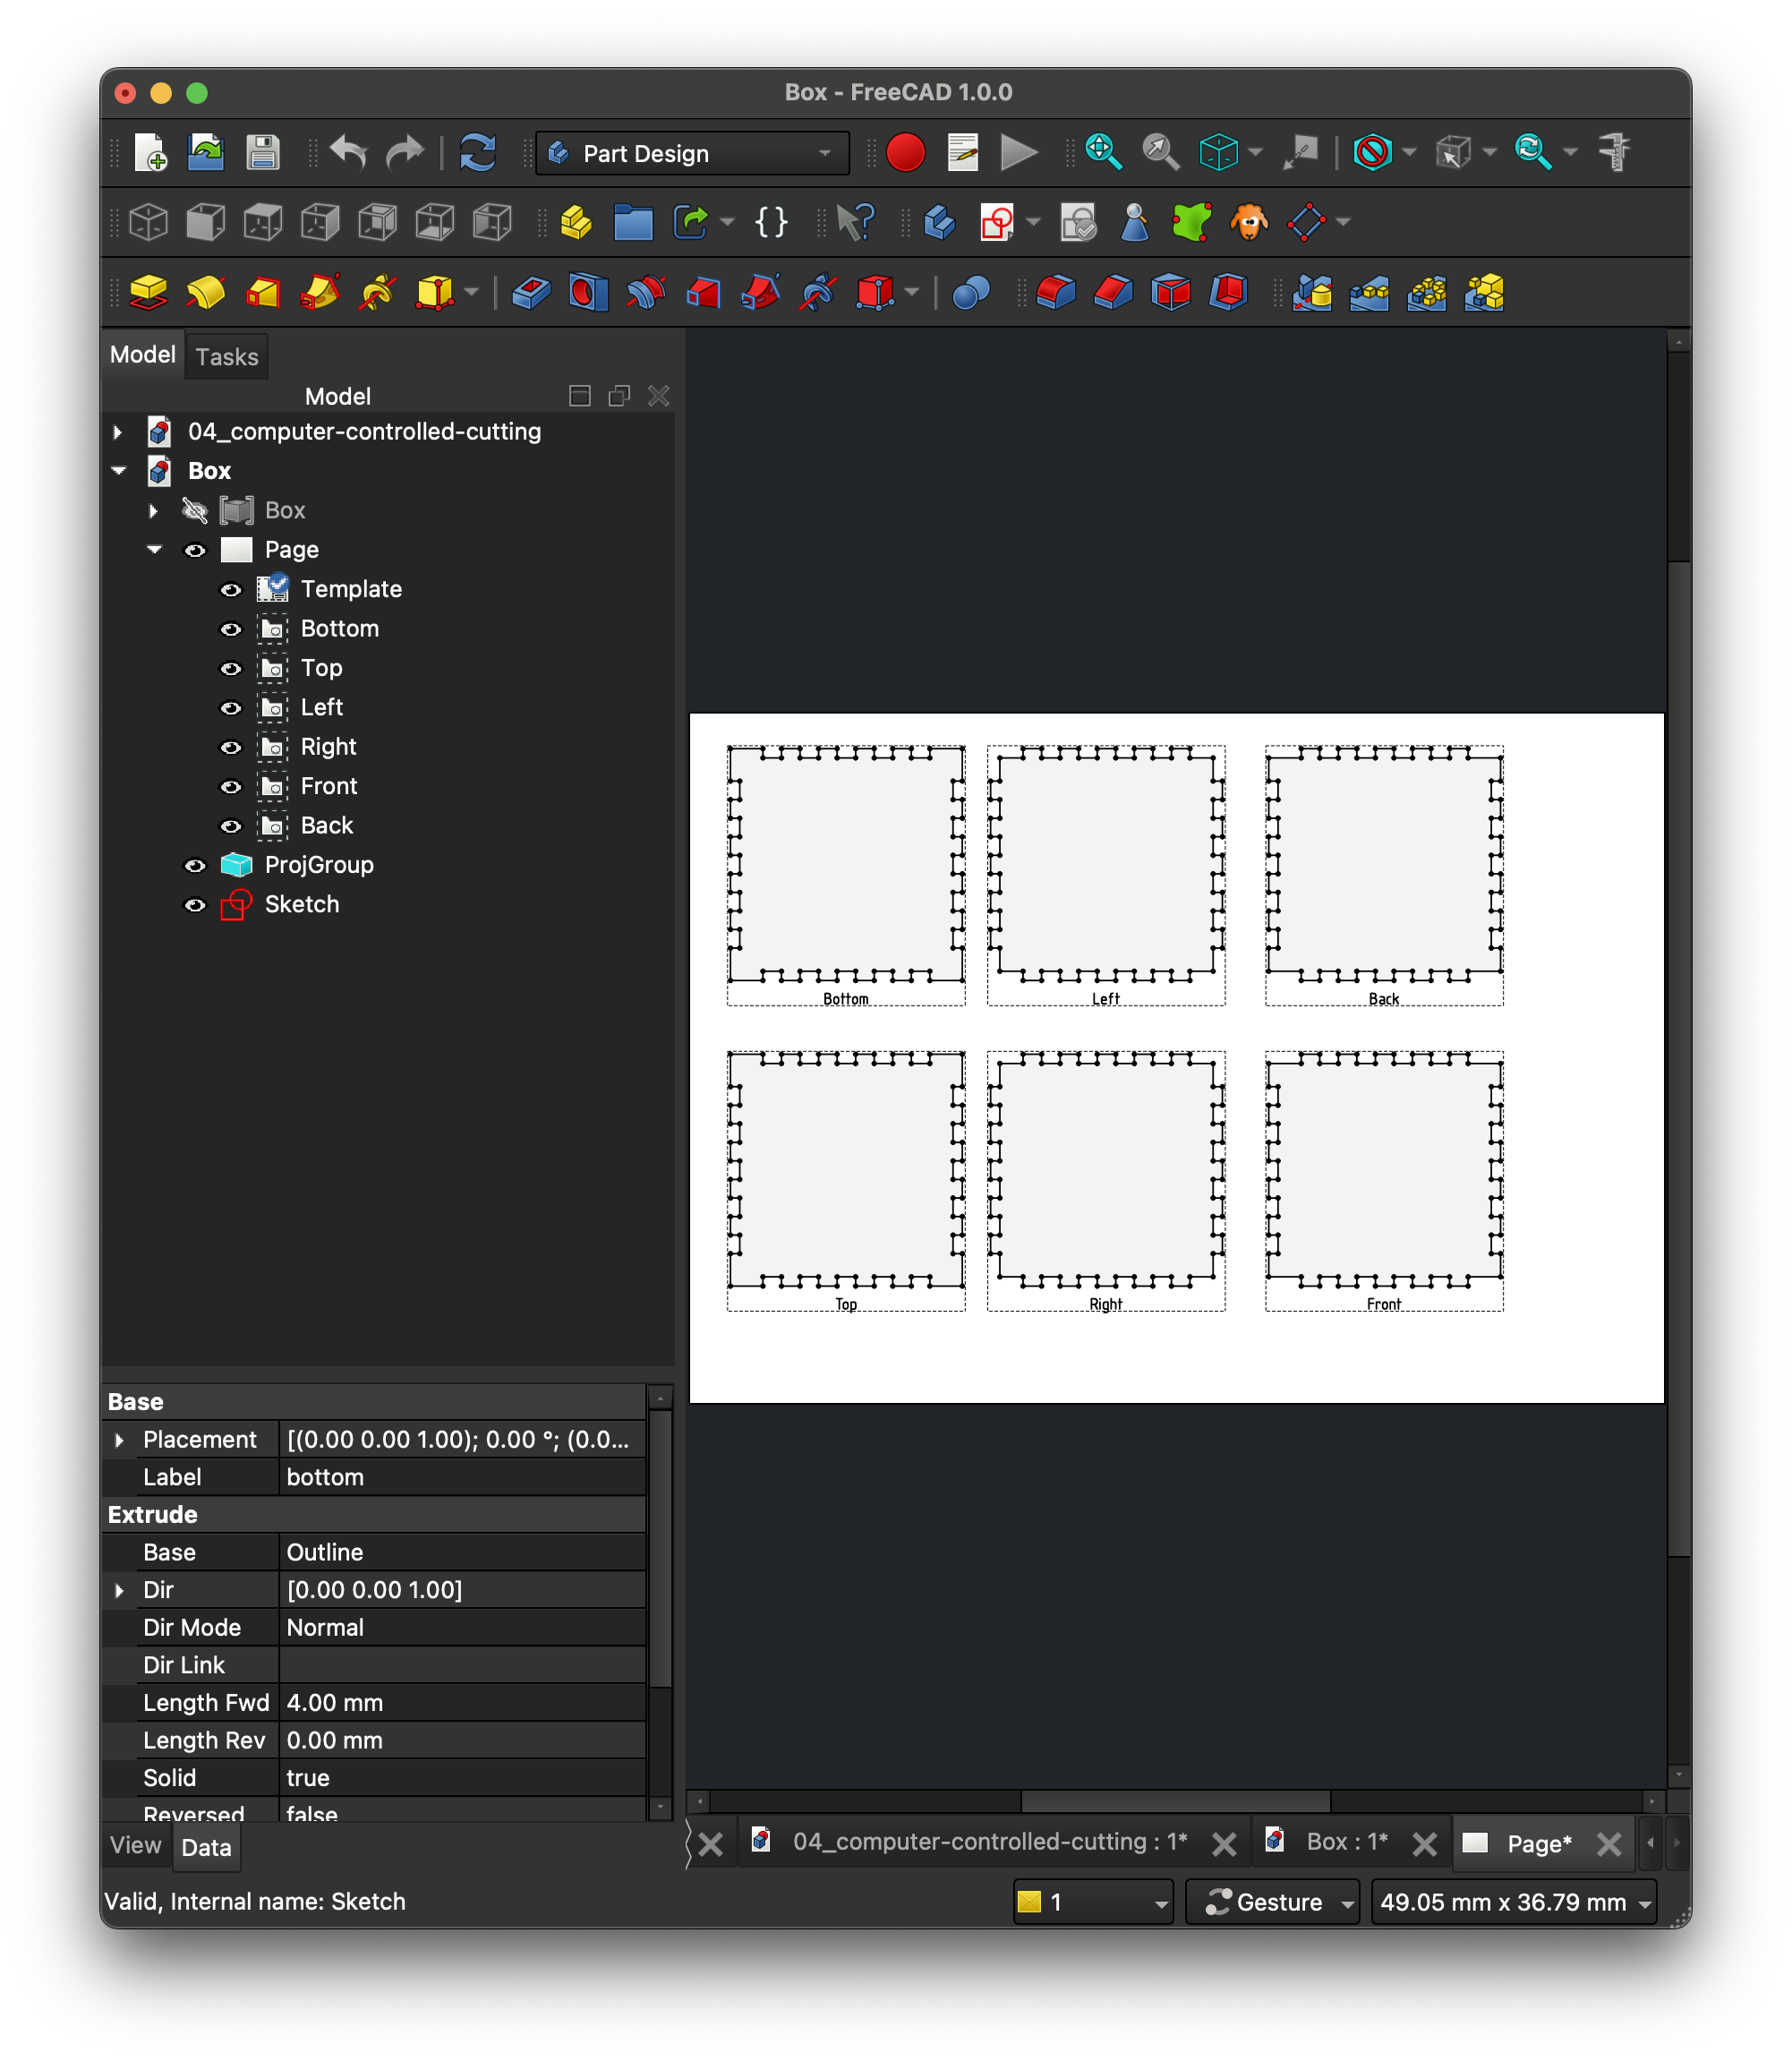 Box - FreeCAD 1.0.0
Part Design
Model
Tasks
Model
04_computer-controlled-cutting
Box
Box
Page
Template
Bottom
Top
Left
Right
Front
Back
ProjGroup
Sketch
Bottom
Left
Back
Top
Right
Front
Base
Placement [(0.00 0.00 1.00); 0.00 °; (0.0...
Label bottom
Extrude
Base Outline
Dir [0.00 0.00 1.00]
Dir Mode Normal
Dir Link
Length Fwd 4.00 mm
Length Rev 0.00 mm
Solid true
Reversed false
View Data
04_computer-controlled-cutting : 1*
Box : 1*
Page*
Valid, Internal name: Sketch
1
Gesture
49.05 mm x 36.79 mm